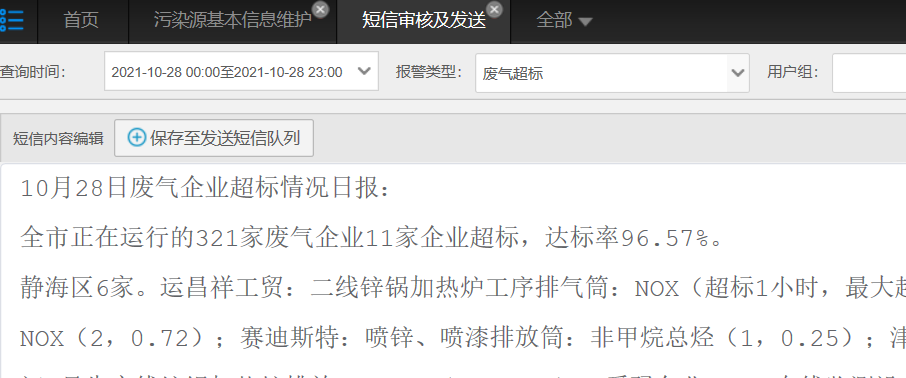 首页 污染源基本信息维护 短信审核及发送 全部
查询时间: 2021-10-28 00:00至2021-10-28 23:00 报警类型: 废气超标 用户组:
短信内容编辑 保存至发送短信队列
10月28日废气企业超标情况日报:
全市正在运行的321家废气企业11家企业超标，达标率96.57%。
静海区6家。运昌祥工贸: 二线锌锅加热炉工序排气筒: NOX（超标1小时，最大
NOX（2，0.72）；赛迪斯特: 喷锌、喷漆排放筒: 非甲烷总烃（1，0.25）；津